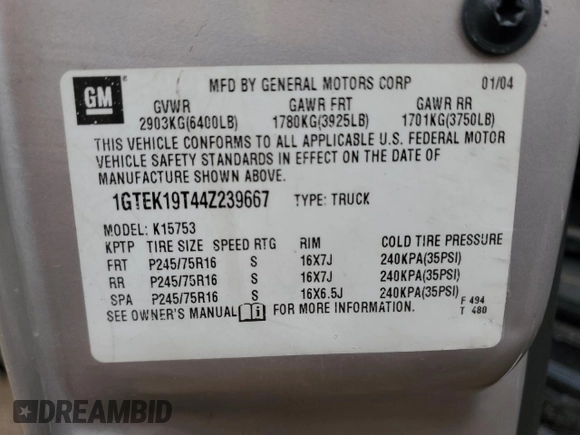 GM
MFD BY GENERAL MOTORS CORP 01/04
GVWR GAWR FRT GAWR RR
2903KG(6400LB) 1780KG(3925LB) 1701KG(3750LB)
THIS VEHICLE CONFORMS TO ALL APPLICABLE U.S. FEDERAL MOTOR
VEHICLE SAFETY STANDARDS IN EFFECT ON THE DATE OF
MANUFACTURE SHOWN ABOVE.
1GTEK19T44Z239667 TYPE: TRUCK
MODEL: K15753
KPTP TIRE SIZE SPEED RTG RIM COLD TIRE PRESSURE
FRT P245/75R16 S 16X7J 240KPA(35PSI)
RR P245/75R16 S 16X7J 240KPA(35PSI)
SPA P245/75R16 S 16X6.5J 240KPA(35PSI)
SEE OWNER'S MANUAL i FOR MORE INFORMATION.
F 494
T 480
DREAMBID